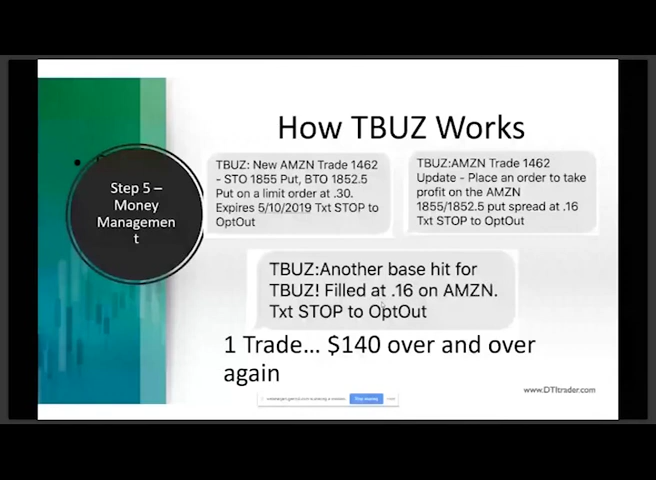 How TBUZ Works
Step 5 –
Money
Managemen
t
TBUZ: New AMZN Trade 1462
- STO 1855 Put, BTO 1852.5
Put on a limit order at .30.
Expires 5/10/2019 Txt STOP to
OptOut
TBUZ:AMZN Trade 1462
Update - Place an order to take
profit on the AMZN
1855/1852.5 put spread at .16
Txt STOP to OptOut
TBUZ:Another base hit for
TBUZ! Filled at .16 on AMZN.
Txt STOP to OptOut
1 Trade... $140 over and over
again
www.DTItrader.com